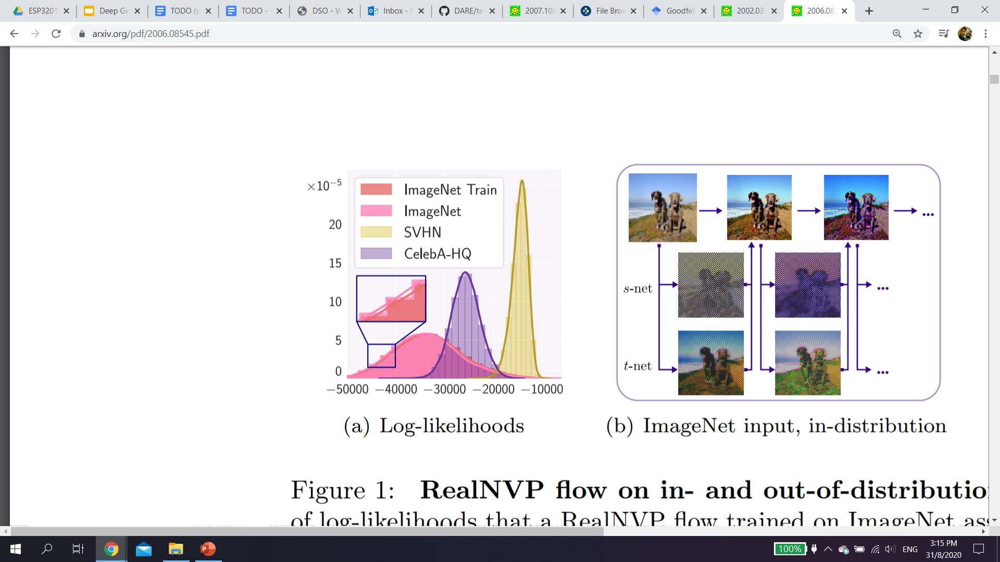 ESP3201
Deep Ge
TODO (s
TODO -
DSO - W
Inbox -
DARE/te
2007.10
File Brow
Goodfell
2002.03
2006.08
arxiv.org/pdf/2006.08545.pdf
×10−5
ImageNet Train
ImageNet
SVHN
CelebA-HQ
20
15
10
5
0
−50000 −40000 −30000 −20000 −10000
(a) Log-likelihoods
s-net
t-net
(b) ImageNet input, in-distribution
Figure 1: RealNVP flow on in- and out-of-distributio
of log-likelihoods that a RealNVP flow trained on ImageNet ass
100%
ENG
3:15 PM
31/8/2020